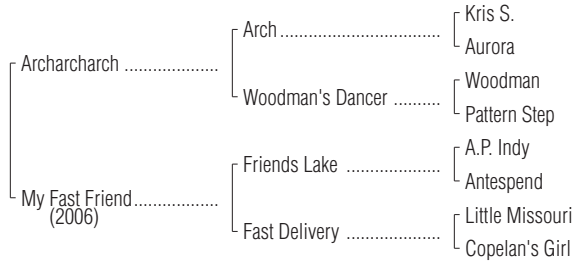 Kris S.
Arch
Aurora
Archarcharch
Woodman
Woodman's Dancer
Pattern Step
A.P. Indy
Friends Lake
Antespend
My Fast Friend
(2006)
Little Missouri
Fast Delivery
Copelan's Girl